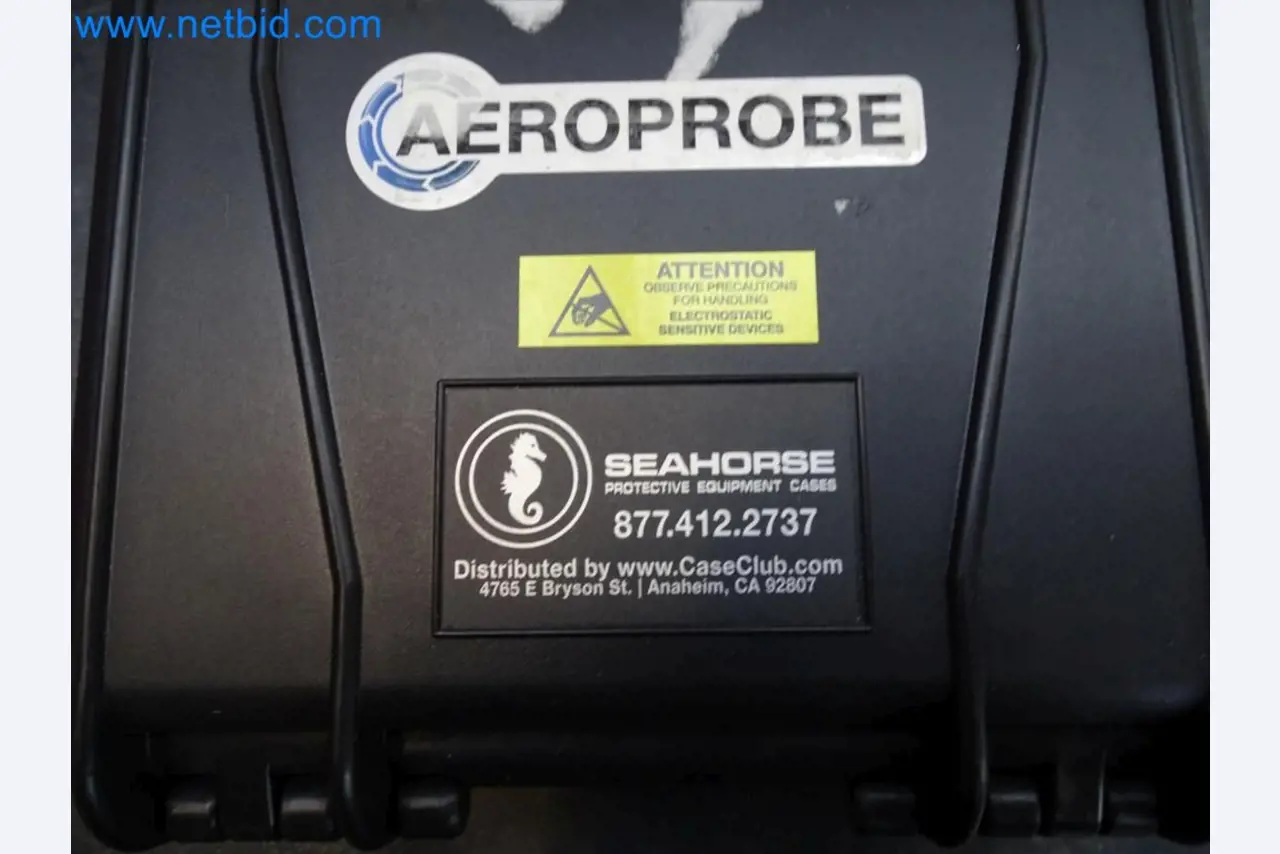 www.netbid.com
AEROPROBE
ATTENTION
OBSERVE PRECAUTIONS
FOR HANDLING
ELECTROSTATIC
SENSITIVE DEVICES
SEAHORSE
PROTECTIVE EQUIPMENT CASES
877.412.2737
Distributed by www.CaseClub.com
4765 E Bryson St. | Anaheim, CA 92807